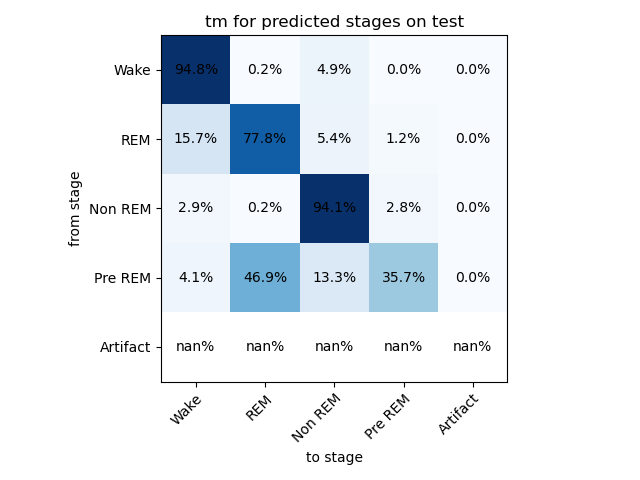 tm for predicted stages on test
Wake 94.8% 0.2% 4.9% 0.0% 0.0%
REM 15.7% 77.8% 5.4% 1.2% 0.0%
from stage
Non REM 2.9% 0.2% 94.1% 2.8% 0.0%
Pre REM 4.1% 46.9% 13.3% 35.7% 0.0%
Artifact nan% nan% nan% nan% nan%
Wake REM Non REM Pre REM Artifact
to stage